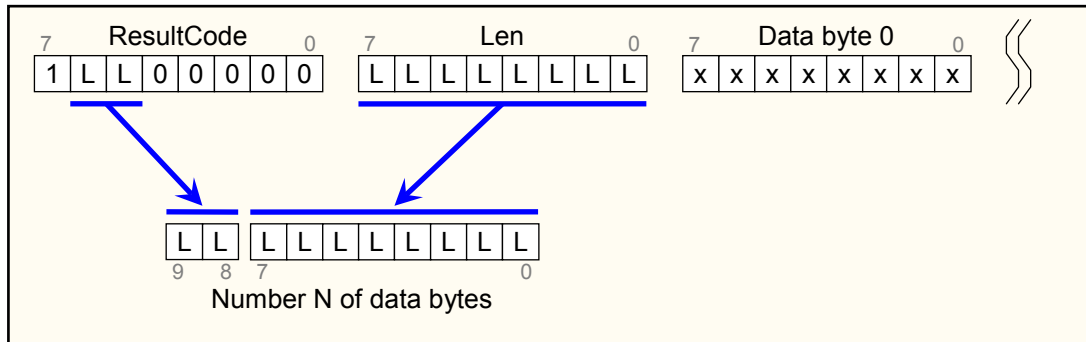 ResultCode Len Data byte 0
7 0 7 0 7 0
1 L L 0 0 0 0 0 L L L L L L L L x x x x x x x x
L L L L L L L L L L
9 8 7 0
Number N of data bytes